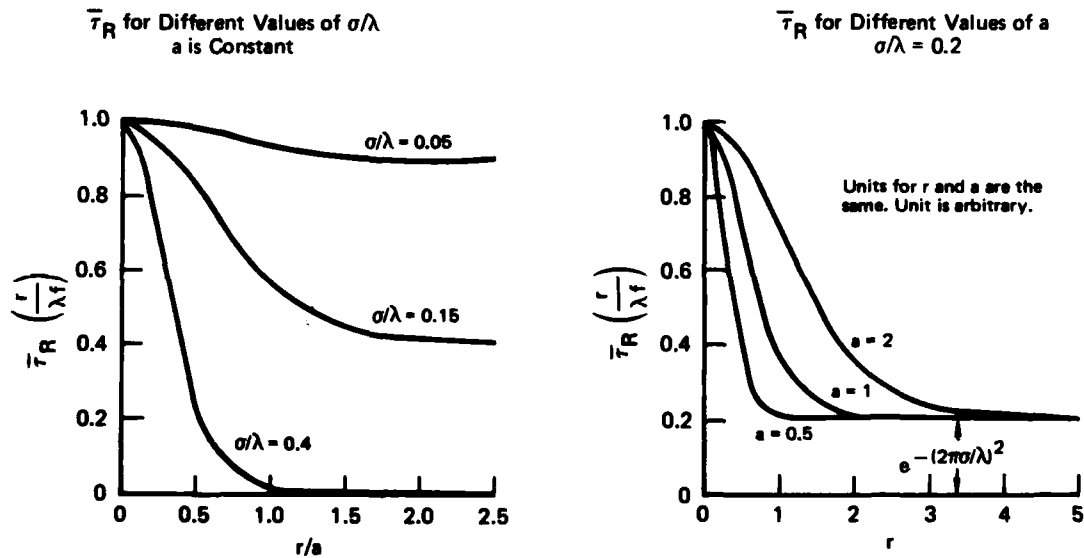 τ̅R for Different Values of σ/λ
a is Constant
1.0
0.8
0.6
0.4
0.2
0
τ̅R (r/λf)
σ/λ = 0.05
σ/λ = 0.15
σ/λ = 0.4
0 0.5 1.0 1.5 2.0 2.5
r/a
τ̅R for Different Values of a
σ/λ = 0.2
1.0
0.8
0.6
0.4
0.2
0
τ̅R (r/λf)
Units for r and a are the
same. Unit is arbitrary.
a = 2
a = 1
a = 0.5
e −(2πσ/λ)2
0 1 2 3 4 5
r